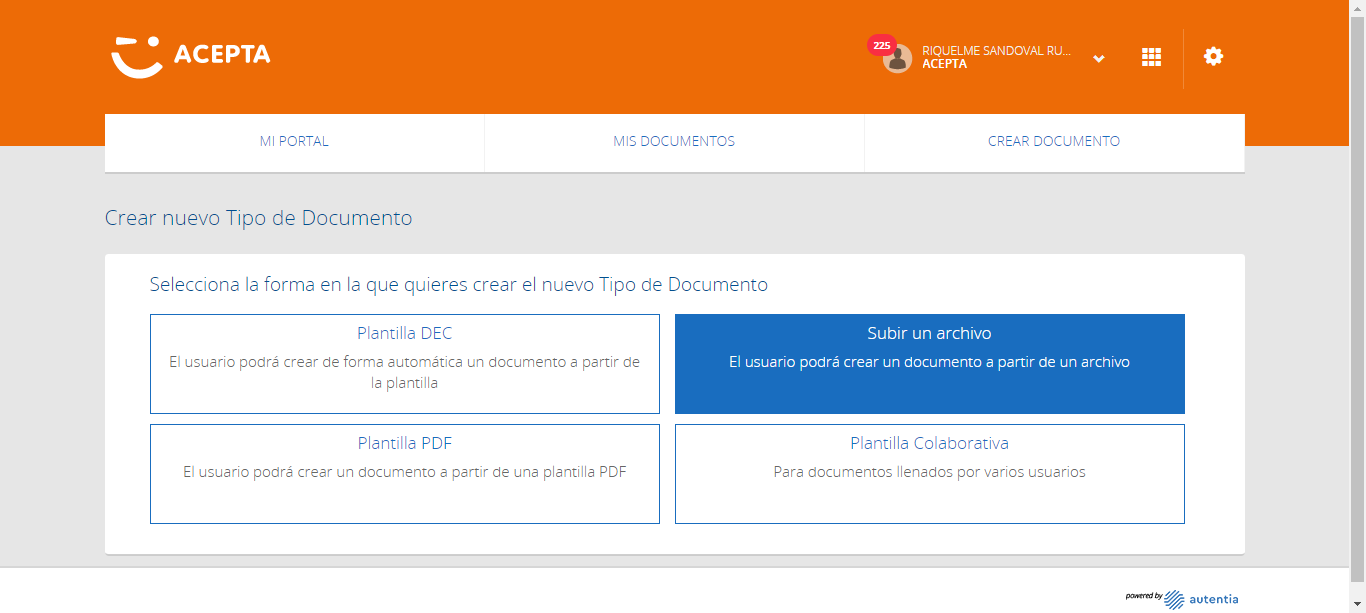 ACEPTA
225
RIQUELME SANDOVAL RU...
ACEPTA
MI PORTAL
MIS DOCUMENTOS
CREAR DOCUMENTO
Crear nuevo Tipo de Documento
Selecciona la forma en la que quieres crear el nuevo Tipo de Documento
Plantilla DEC
El usuario podrá crear de forma automática un documento a partir de
la plantilla
Subir un archivo
El usuario podrá crear un documento a partir de un archivo
Plantilla PDF
El usuario podrá crear un documento a partir de una plantilla PDF
Plantilla Colaborativa
Para documentos llenados por varios usuarios
powered by autentia